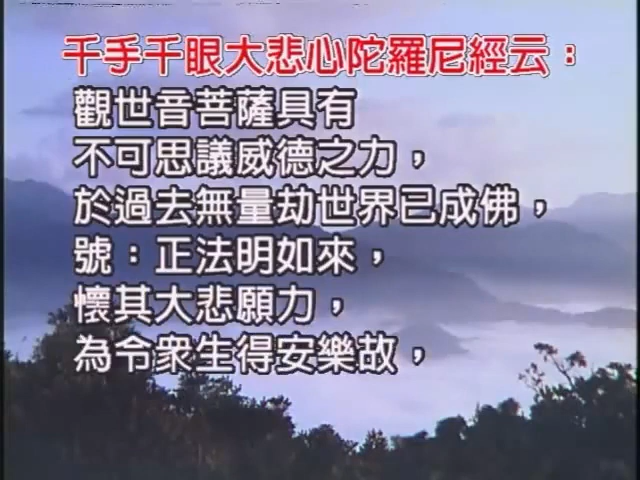 千手千眼大悲心陀羅尼經云：
觀世音菩薩具有
不可思議威德之力，
於過去無量劫世界已成佛，
號：正法明如來，
懷其大悲願力，
為令眾生得安樂故，